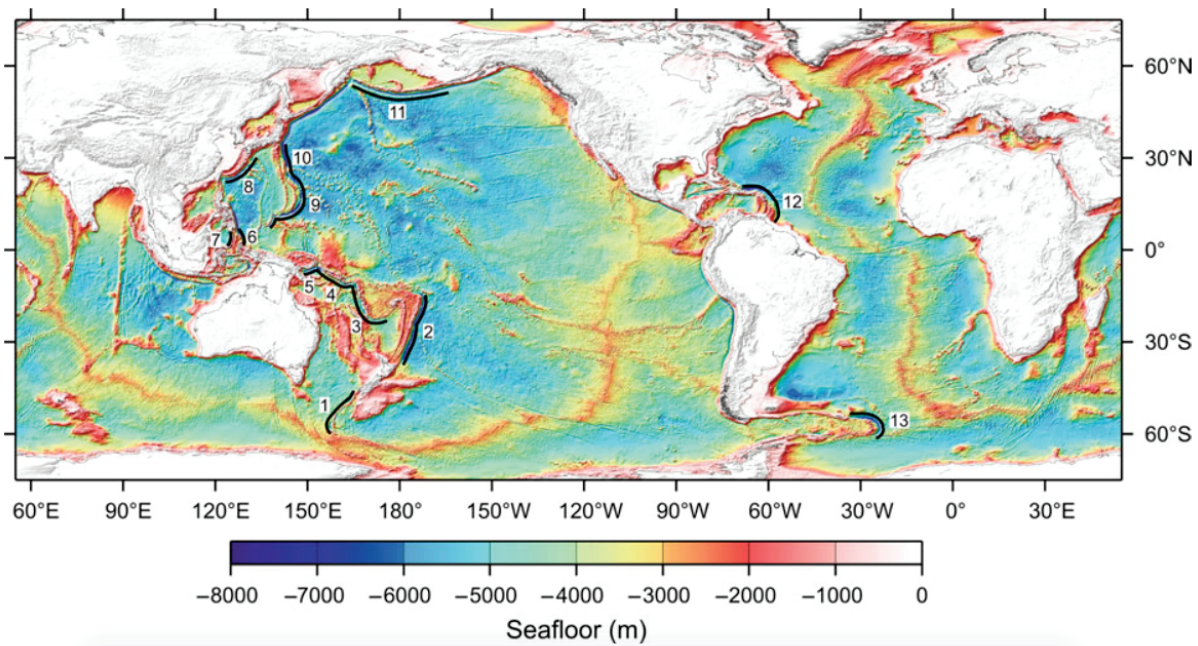 60°N
30°N
0°
30°S
60°S
11
10
8
9
12
7
6
5
4
3
2
1
13
60°E
90°E
120°E
150°E
180°
150°W
120°W
90°W
60°W
30°W
0°
30°E
–8000
–7000
–6000
–5000
–4000
–3000
–2000
–1000
0
Seafloor (m)